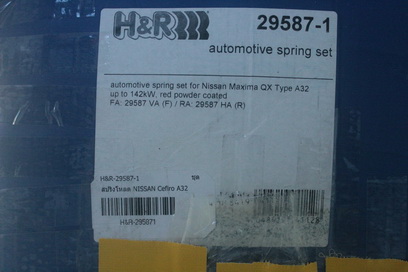 H&R
29587-1
automotive spring set
automotive spring set for Nissan Maxima QX Type A32
up to 142kW, red powder coated
FA: 29587 VA (F) / RA: 29587 HA (R)
H&R-29587-1 ชุด
สปริงโหลด NISSAN Cefiro A32
H&R-295871